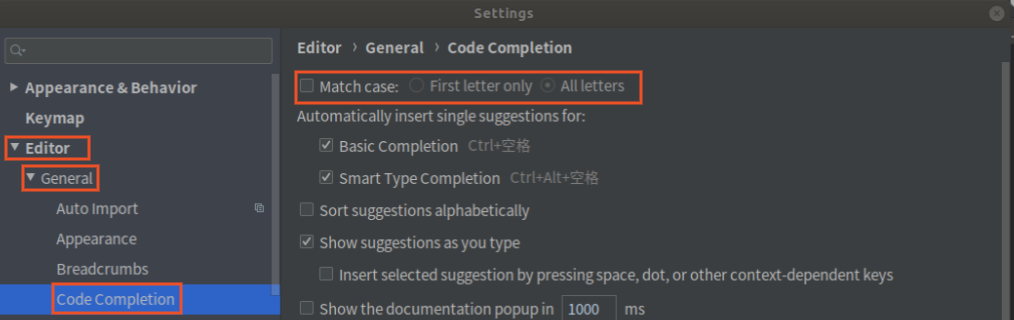 Settings
Editor › General › Code Completion
Match case: First letter only All letters
Appearance & Behavior
Keymap
Automatically insert single suggestions for:
Editor
Basic Completion Ctrl+空格
General
Smart Type Completion Ctrl+Alt+空格
Auto Import
Sort suggestions alphabetically
Appearance
Show suggestions as you type
Breadcrumbs
Insert selected suggestion by pressing space, dot, or other context-dependent keys
Code Completion
Show the documentation popup in 1000 ms